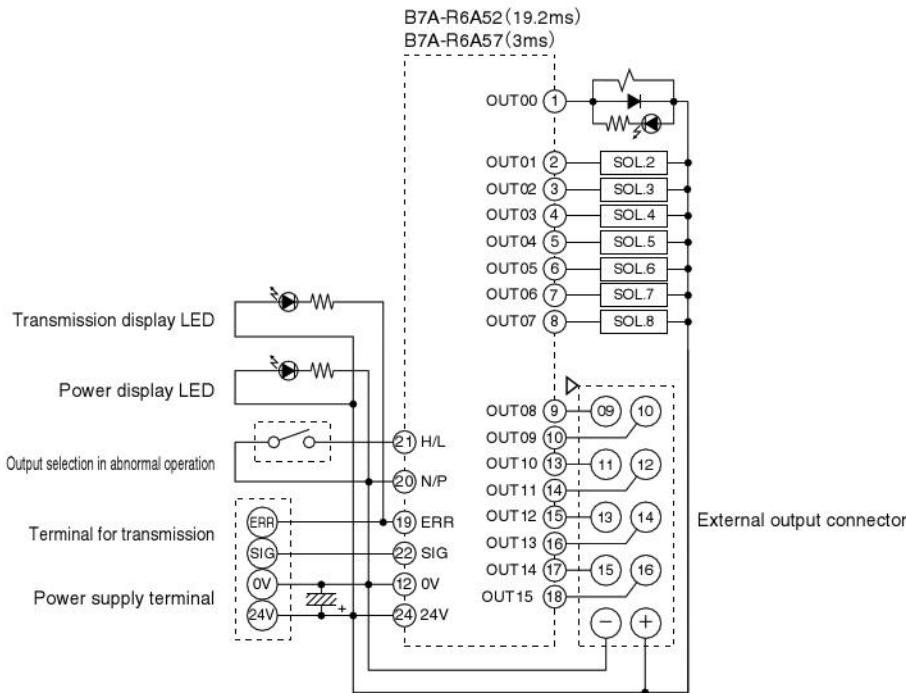 B7A-R6A52(19.2ms)
B7A-R6A57(3ms)
OUT00 1
OUT01 2 SOL.2
OUT02 3 SOL.3
OUT03 4 SOL.4
OUT04 5 SOL.5
OUT05 6 SOL.6
OUT06 7 SOL.7
OUT07 8 SOL.8
Transmission display LED
Power display LED
Output selection in abnormal operation
21 H/L
20 N/P
Terminal for transmission
ERR 19 ERR
SIG 22 SIG
Power supply terminal
0V 12 0V
24V + 24 24V
OUT08 9 09 10
OUT09 10
OUT10 13 11 12
OUT11 14
OUT12 15 13 14
OUT13 16
OUT14 17 15 16
OUT15 18
− +
External output connector